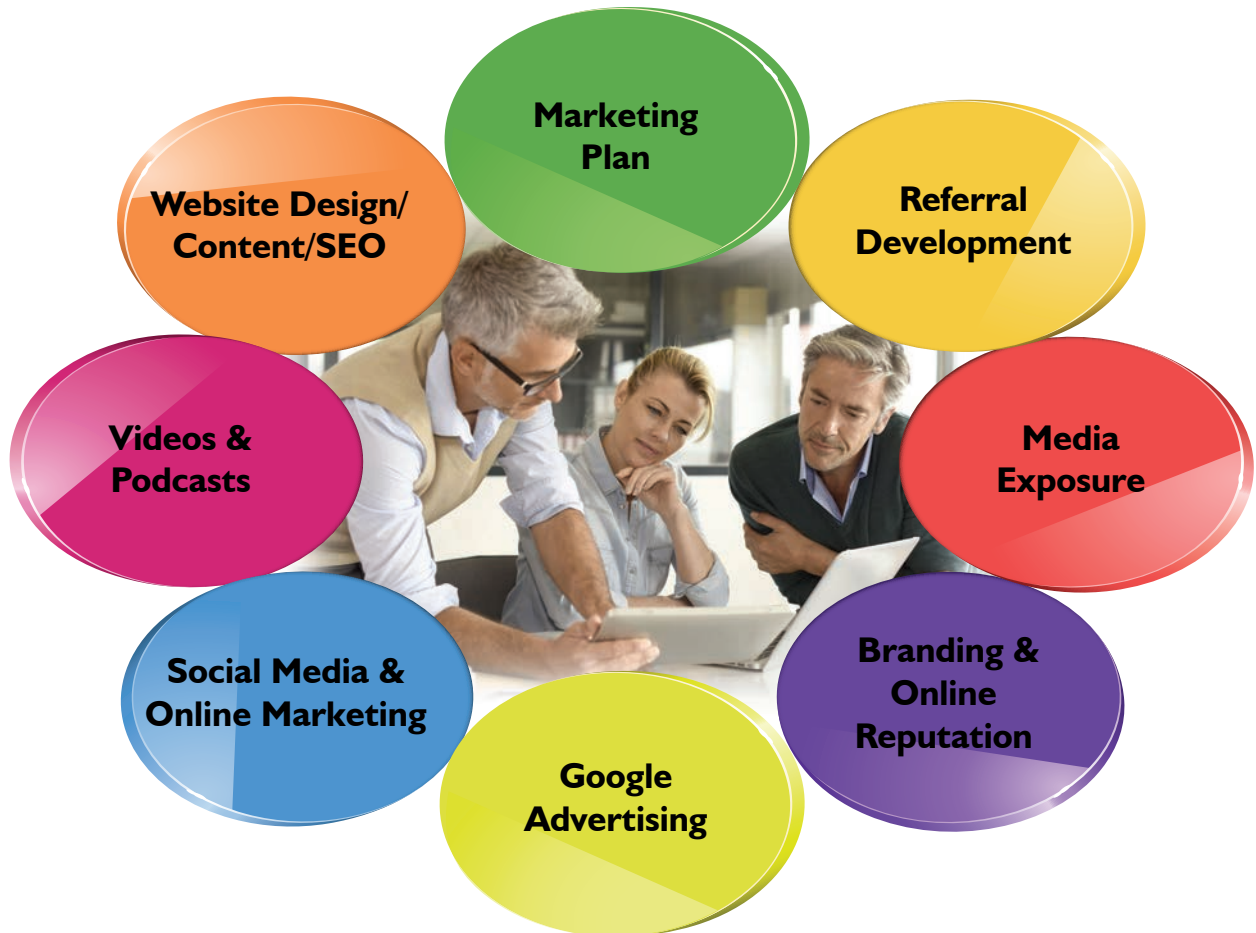 Marketing
Plan
Referral
Development
Media
Exposure
Branding &
Online
Reputation
Google
Advertising
Social Media &
Online Marketing
Videos &
Podcasts
Website Design/
Content/SEO